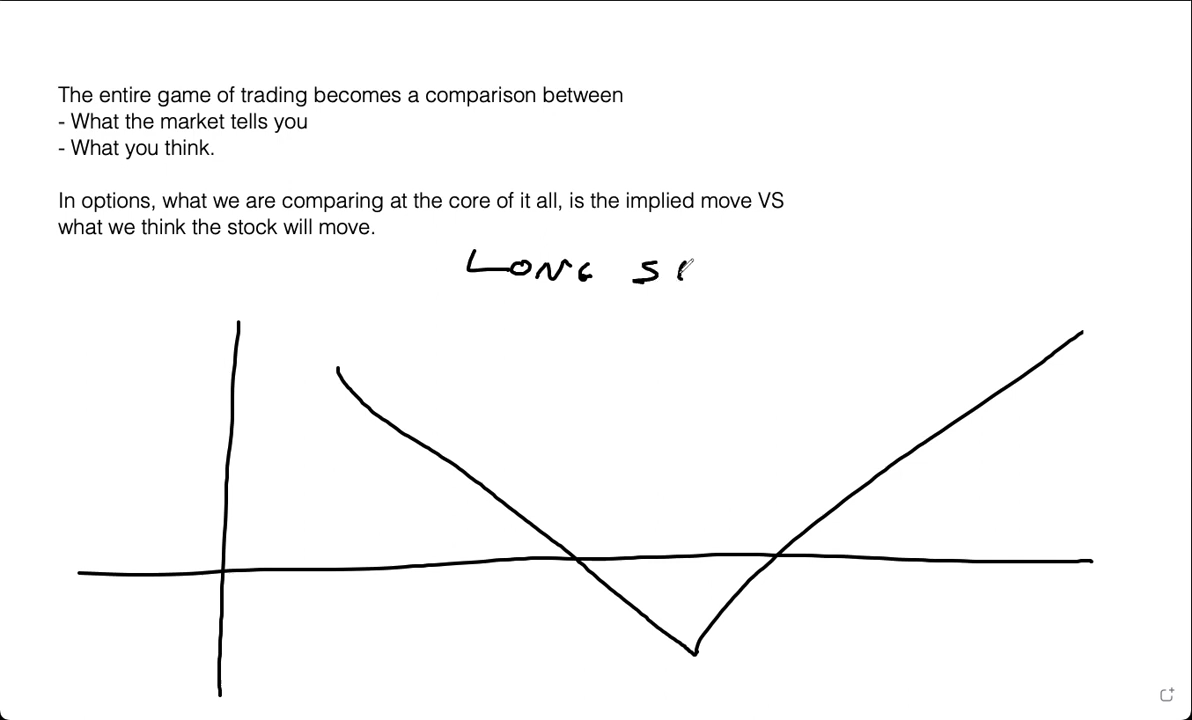 The entire game of trading becomes a comparison between
- What the market tells you
- What you think.
In options, what we are comparing at the core of it all, is the implied move VS
what we think the stock will move.
LONG